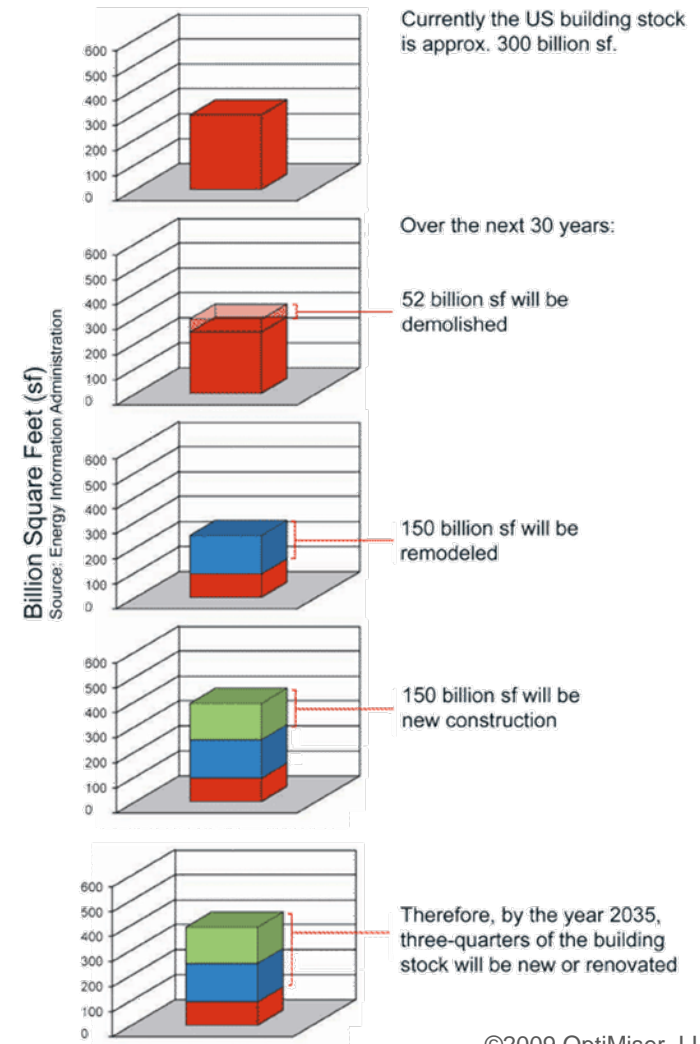 Currently the US building stock
is approx. 300 billion sf.
600
500
400
300
200
100
0
Over the next 30 years:
52 billion sf will be
demolished
600
500
400
300
200
100
0
Billion Square Feet (sf)
Source: Energy Information Administration
150 billion sf will be
remodeled
600
500
400
300
200
100
0
150 billion sf will be
new construction
600
500
400
300
200
100
0
Therefore, by the year 2035,
three-quarters of the building
stock will be new or renovated
600
500
400
300
200
100
0
©2009 OptiMiser,